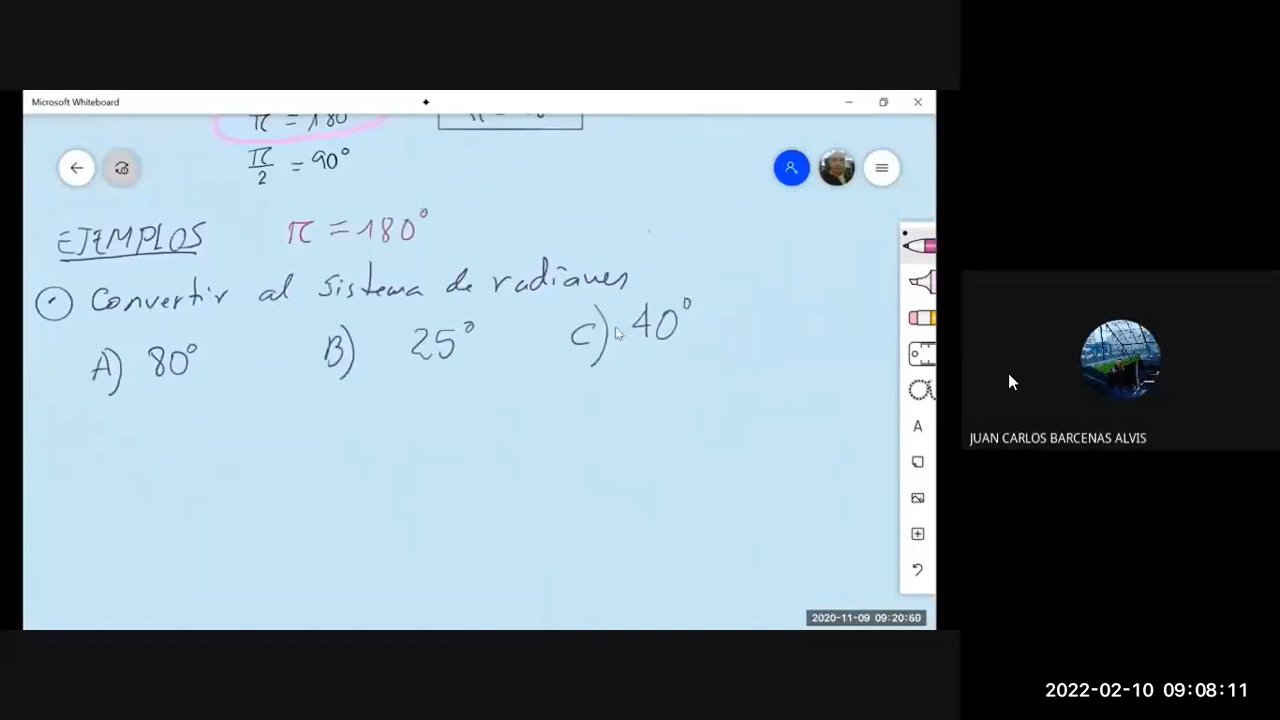 Microsoft Whiteboard
π = 180
π/2 = 90°
EJEMPLOS π = 180°
Convertir al sistema de radianes
A) 80° B) 25° C) 40°
A
JUAN CARLOS BARCENAS ALVIS
2020-11-09 09:20:60
2022-02-10 09:08:11